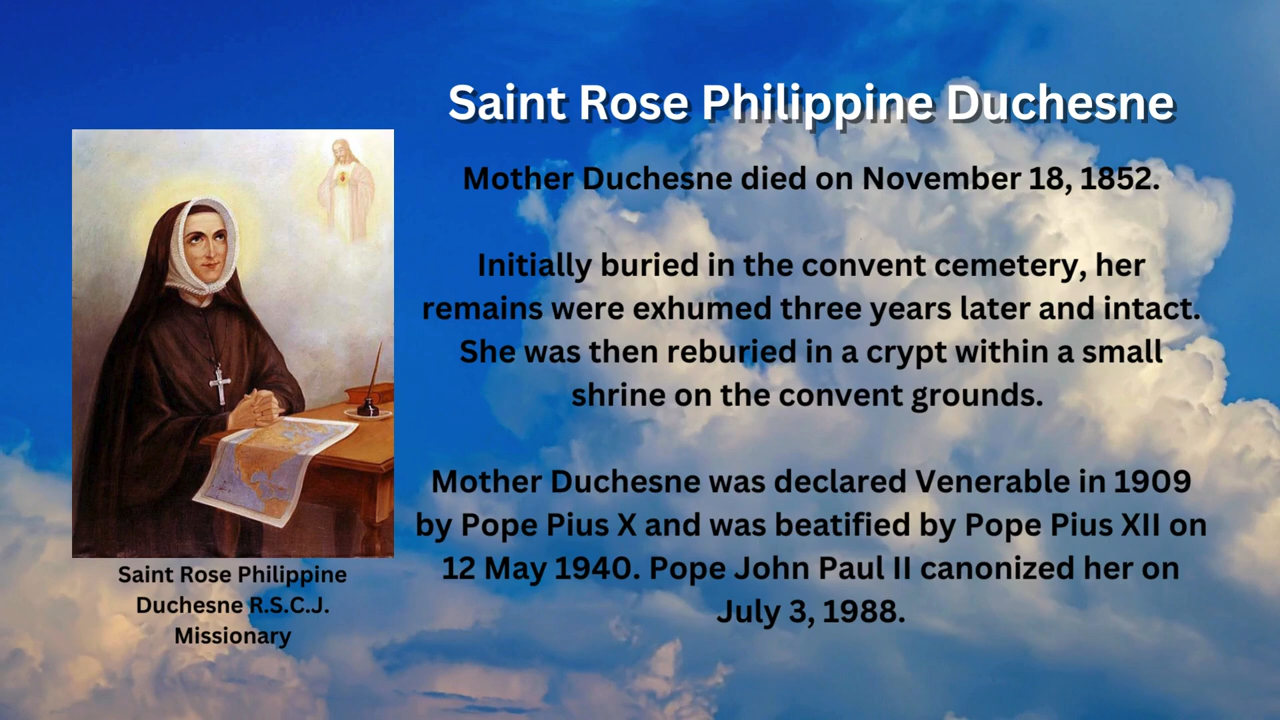 Saint Rose Philippine Duchesne
Mother Duchesne died on November 18, 1852.
Initially buried in the convent cemetery, her
remains were exhumed three years later and intact.
She was then reburied in a crypt within a small
shrine on the convent grounds.
Mother Duchesne was declared Venerable in 1909
by Pope Pius X and was beatified by Pope Pius XII on
12 May 1940. Pope John Paul II canonized her on
July 3, 1988.
Saint Rose Philippine
Duchesne R.S.C.J.
Missionary